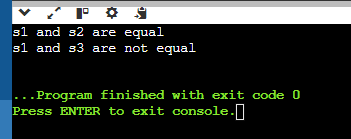 s1 and s2 are equal
s1 and s3 are not equal
...Program finished with exit code 0
Press ENTER to exit console.